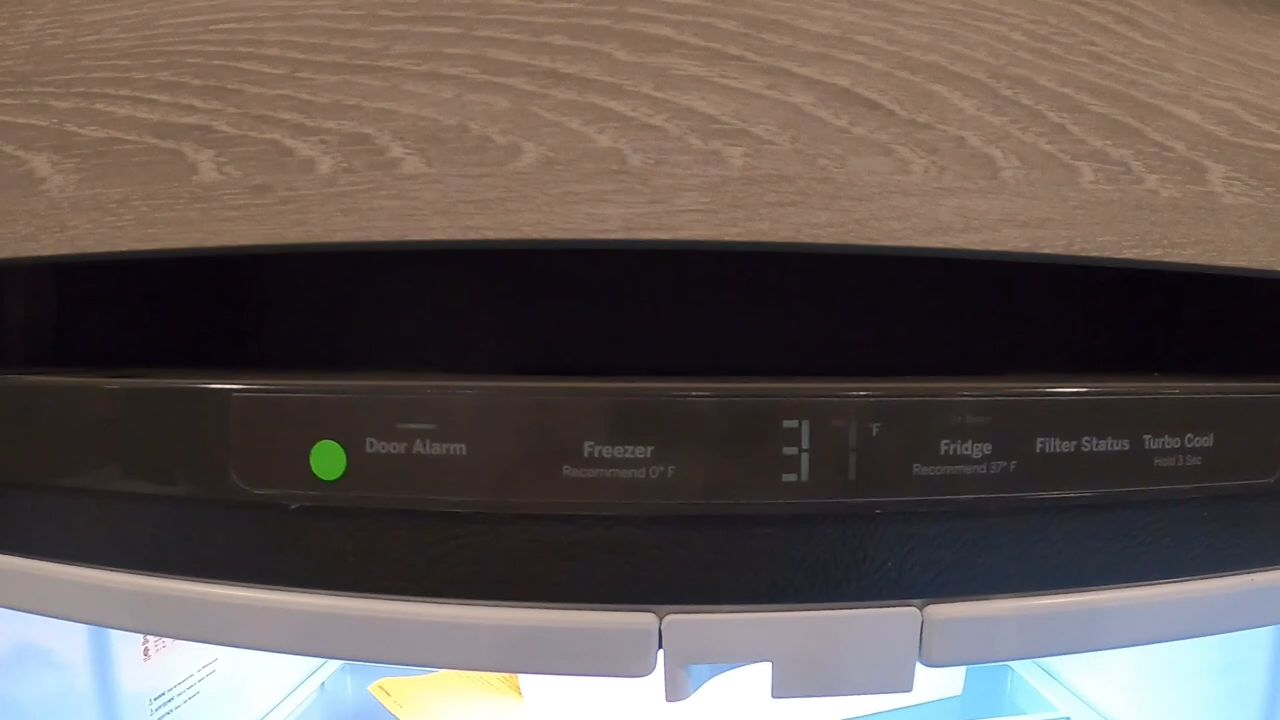 Door Alarm
Freezer
Recommend 0° F
°F
Fridge
Recommend 37° F
Filter Status
Turbo Cool
Hold 3 Sec